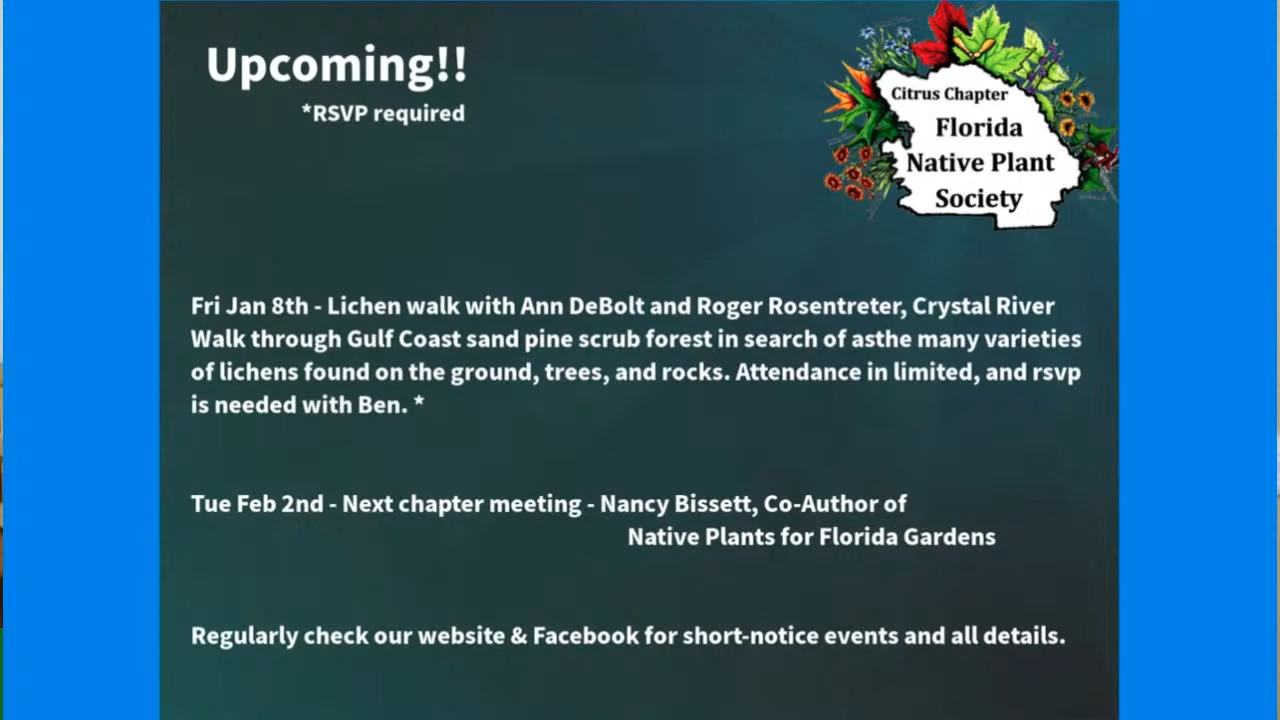 Upcoming!!
*RSVP required
Citrus Chapter
Florida
Native Plant
Society
Fri Jan 8th - Lichen walk with Ann DeBolt and Roger Rosentreter, Crystal River
Walk through Gulf Coast sand pine scrub forest in search of asthe many varieties
of lichens found on the ground, trees, and rocks. Attendance in limited, and rsvp
is needed with Ben. *
Tue Feb 2nd - Next chapter meeting - Nancy Bissett, Co-Author of
Native Plants for Florida Gardens
Regularly check our website & Facebook for short-notice events and all details.